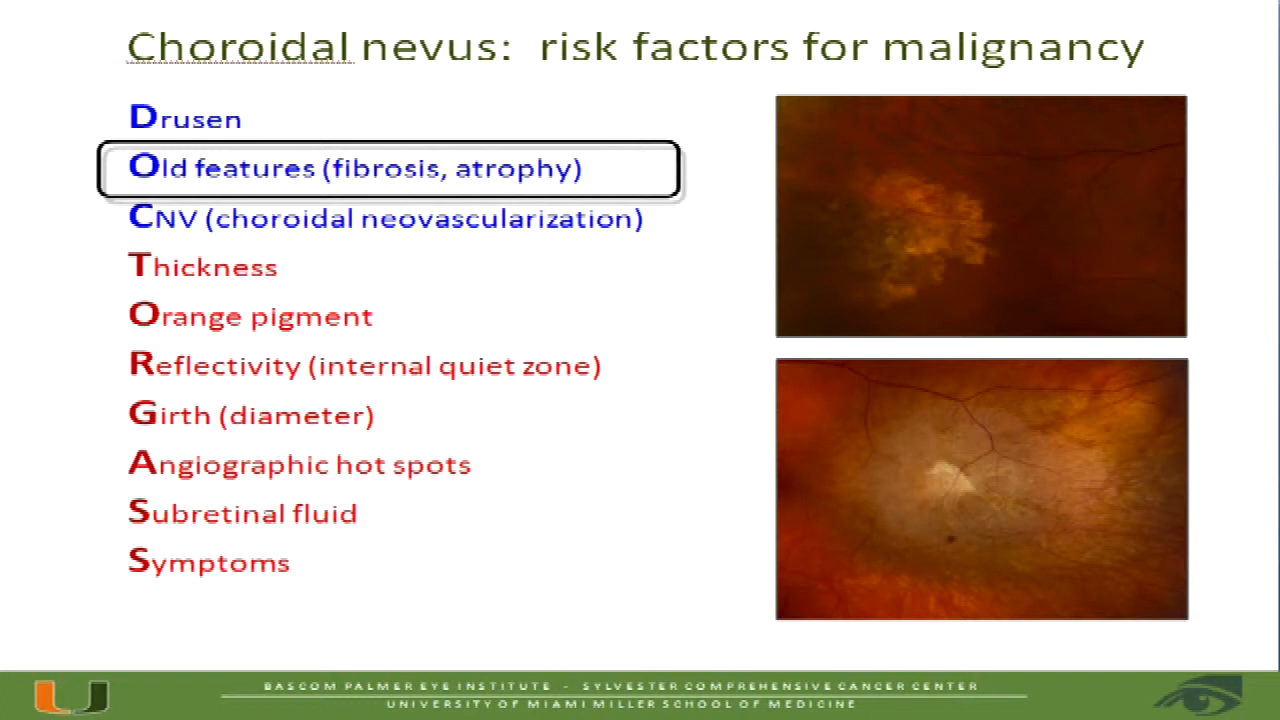 Choroidal nevus: risk factors for malignancy
Drusen
Old features (fibrosis, atrophy)
CNV (choroidal neovascularization)
Thickness
Orange pigment
Reflectivity (internal quiet zone)
Girth (diameter)
Angiographic hot spots
Subretinal fluid
Symptoms
BASCOM PALMER EYE INSTITUTE - SYLVESTER COMPREHENSIVE CANCER CENTER
UNIVERSITY OF MIAMI MILLER SCHOOL OF MEDICINE